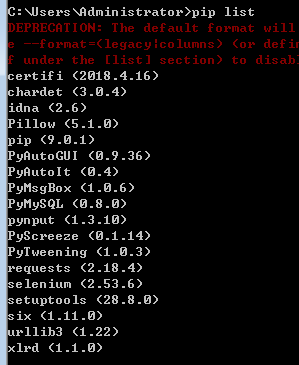 C:\Users\Administrator>pip list
DEPRECATION: The default format will
e --format=(legacy|columns) (or defin
f under the [list] section) to disabl
certifi (2018.4.16)
chardet (3.0.4)
idna (2.6)
Pillow (5.1.0)
pip (9.0.1)
PyAutoGUI (0.9.36)
PyAutoIt (0.4)
PyMsgBox (1.0.6)
PyMySQL (0.8.0)
pynput (1.3.10)
PyScreeze (0.1.14)
PyTweening (1.0.3)
requests (2.18.4)
selenium (2.53.6)
setuptools (28.8.0)
six (1.11.0)
urllib3 (1.22)
xlrd (1.1.0)